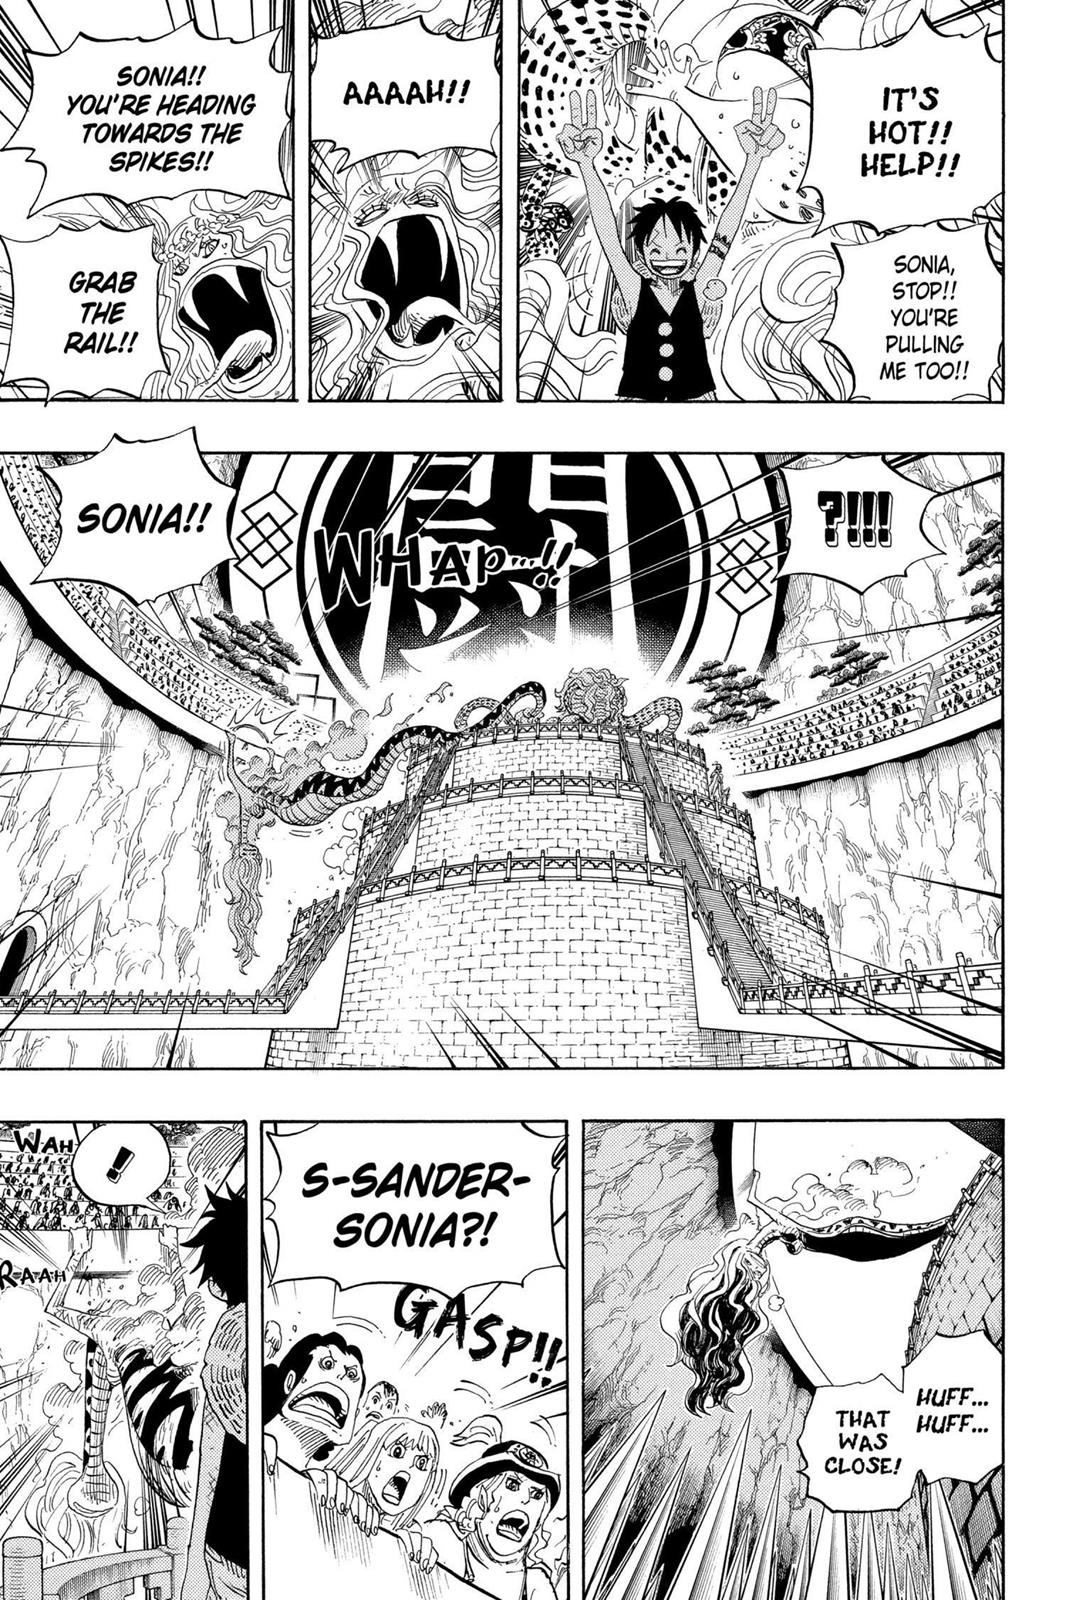 IT'S
HOT!!
HELP!!
SONIA,
STOP!!
YOU'RE
PULLING
ME TOO!!
AAAAH!!
SONIA!!
YOU'RE HEADING
TOWARDS THE
SPIKES!!
GRAB
THE
RAIL!!
?!!!!
WHAP...!!
SONIA!!
HUFF...
HUFF...
THAT
WAS
CLOSE!
S-SANDER-
SONIA?!
GASP!!
!
WAH
RAAH